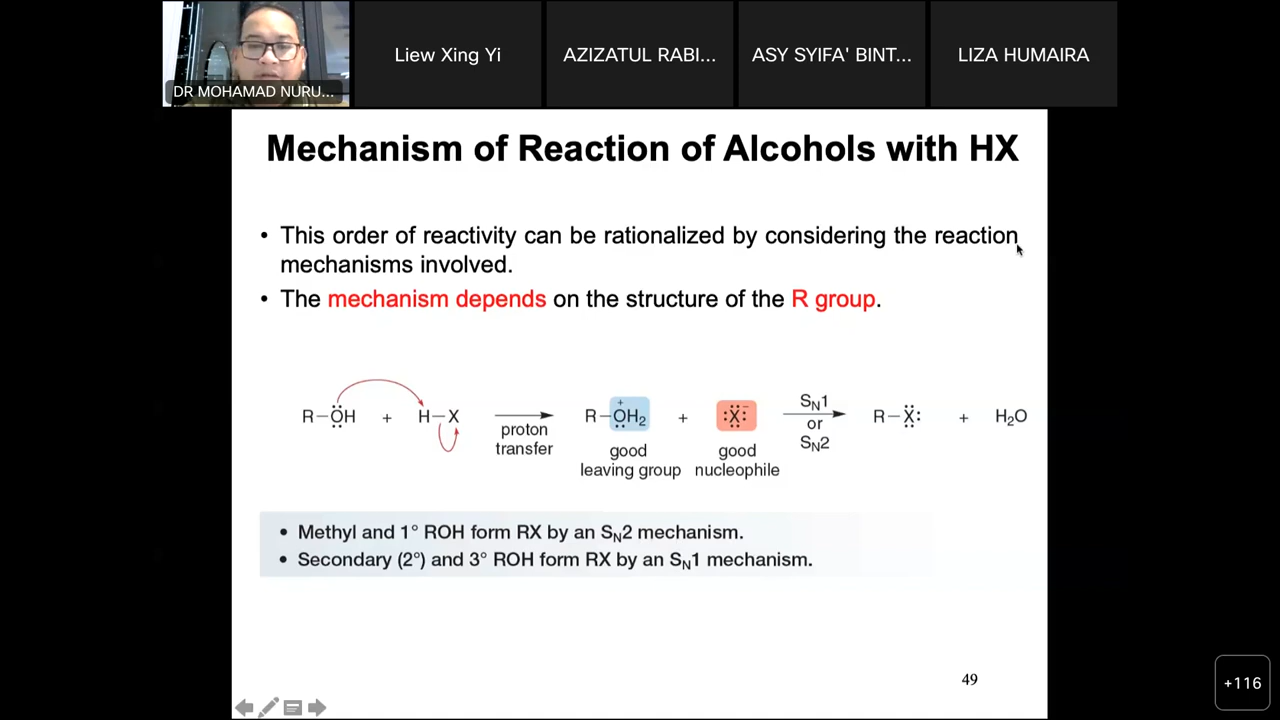 Liew Xing Yi
AZIZATUL RABI...
ASY SYIFA' BINT...
LIZA HUMAIRA
DR MOHAMAD NURU...
Mechanism of Reaction of Alcohols with HX
• This order of reactivity can be rationalized by considering the reaction
mechanisms involved.
• The mechanism depends on the structure of the R group.
R–ÖH + H–X proton transfer R–OH₂⁺ + :X:⁻ SN1 or SN2 R–X: + H₂O
good leaving group
good nucleophile
• Methyl and 1° ROH form RX by an SN2 mechanism.
• Secondary (2°) and 3° ROH form RX by an SN1 mechanism.
49
+116